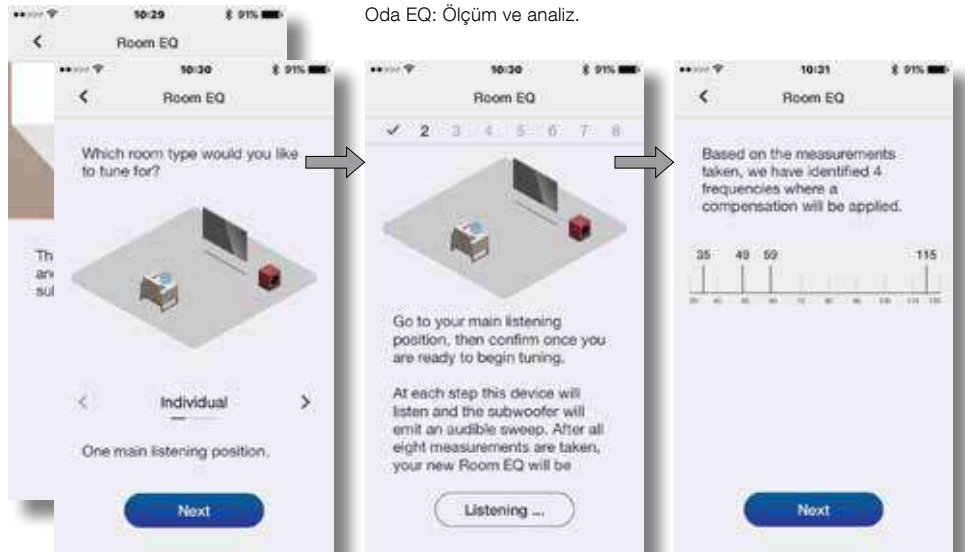 Oda EQ: Ölçüm ve analiz.
10:29
91%
Room EQ
Th
an
sul
10:30
91%
Room EQ
Which room type would you like
to tune for?
Individual
One main listening position.
Next
10:30
91%
Room EQ
2 3 4 5 6 7 8
Go to your main listening
position, then confirm once you
are ready to begin tuning.
At each step this device will
listen and the subwoofer will
emit an audible sweep. After all
eight measurements are taken,
your new Room EQ will be
Listening ...
10:31
91%
Room EQ
Based on the measurements
taken, we have identified 4
frequencies where a
compensation will be applied.
35 49 59 115
Next